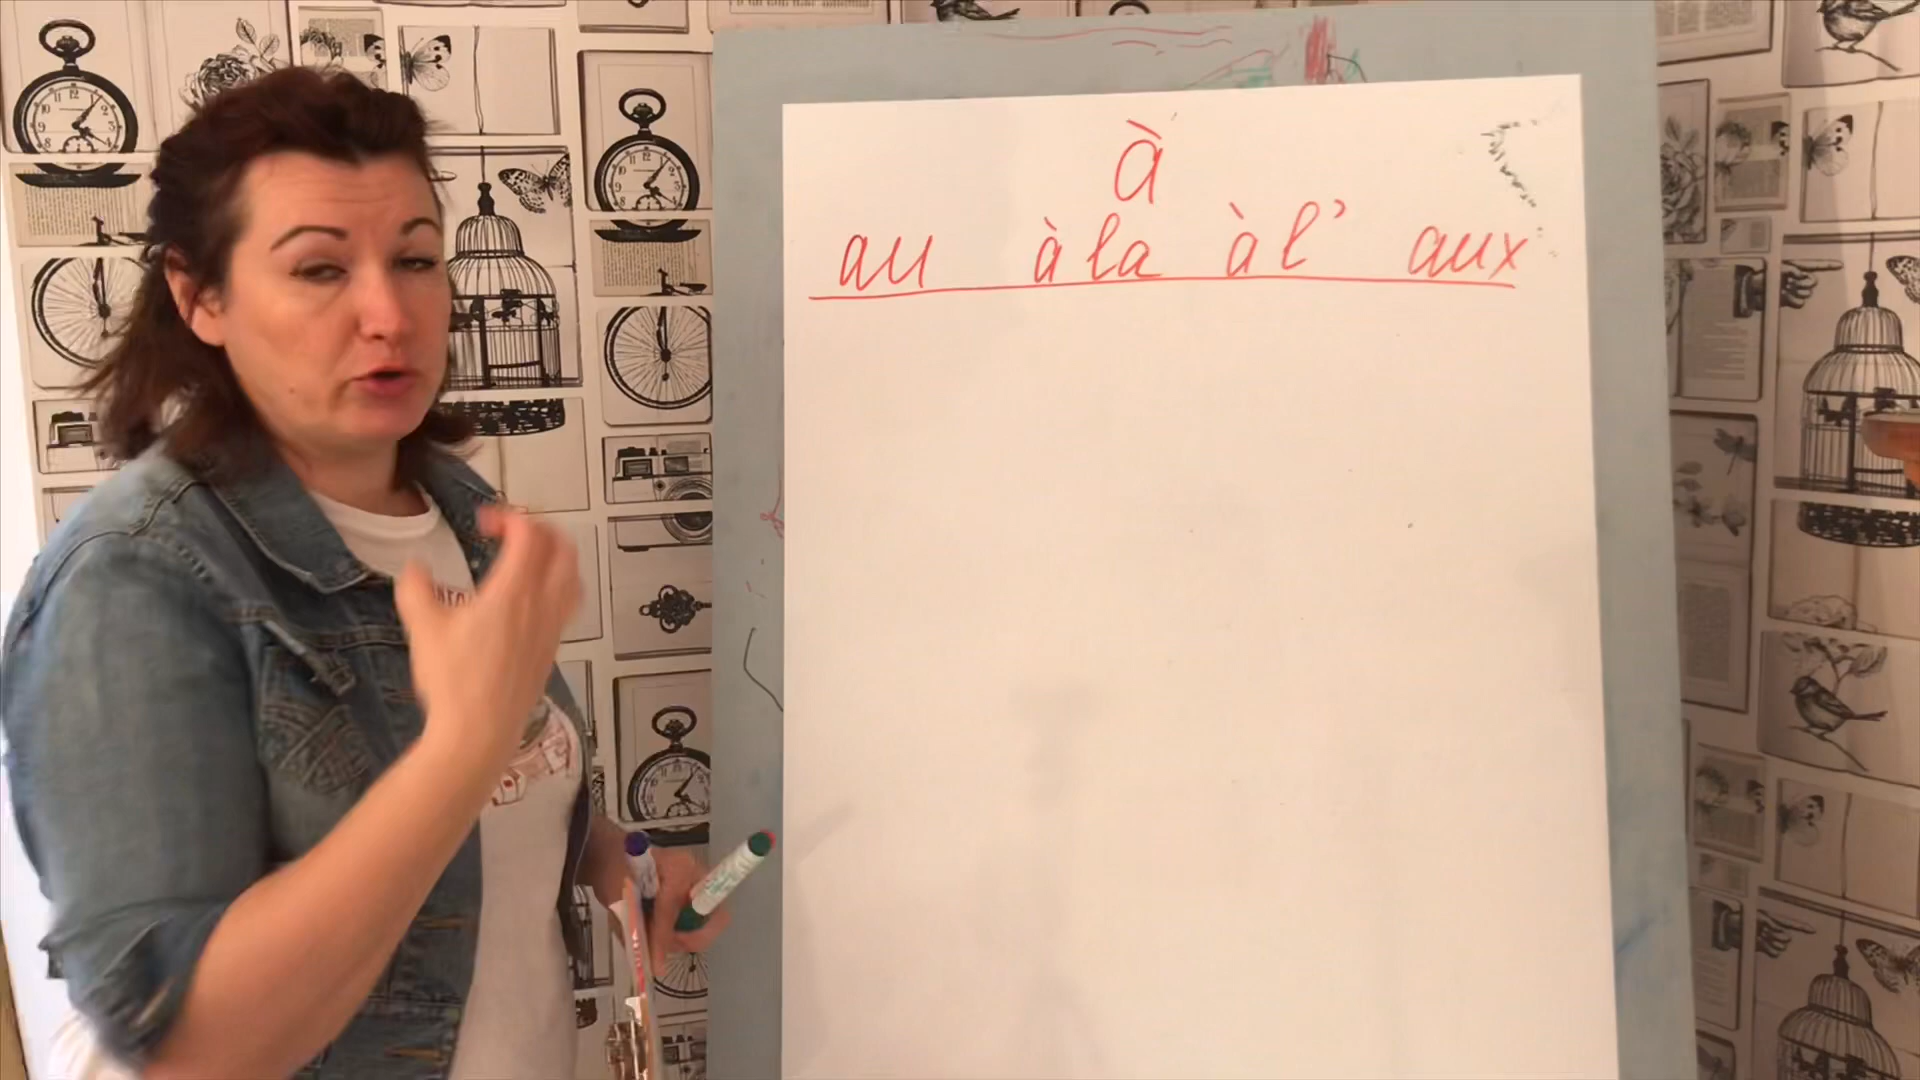 à
au à la à l' aux